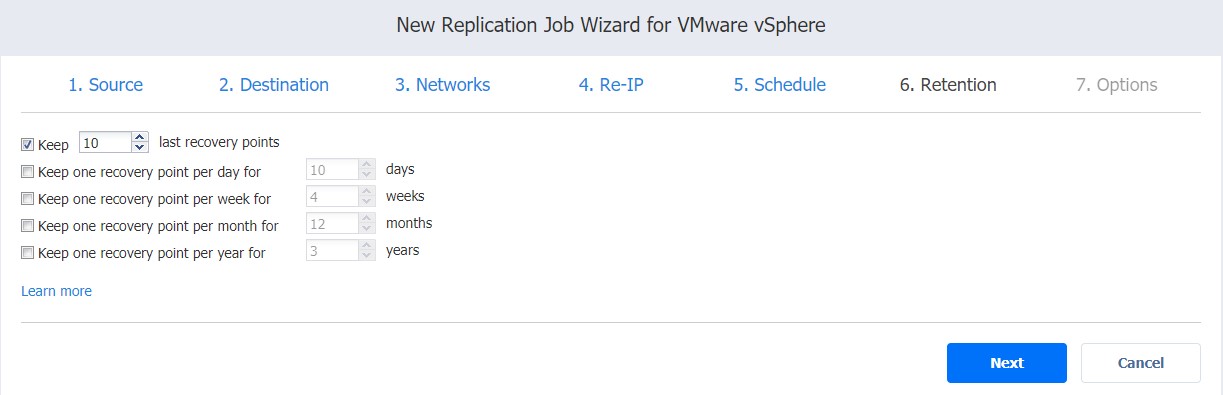 New Replication Job Wizard for VMware vSphere
1. Source 2. Destination 3. Networks 4. Re-IP 5. Schedule 6. Retention 7. Options
Keep 10 last recovery points
Keep one recovery point per day for 10 days
Keep one recovery point per week for 4 weeks
Keep one recovery point per month for 12 months
Keep one recovery point per year for 3 years
Learn more
Next Cancel